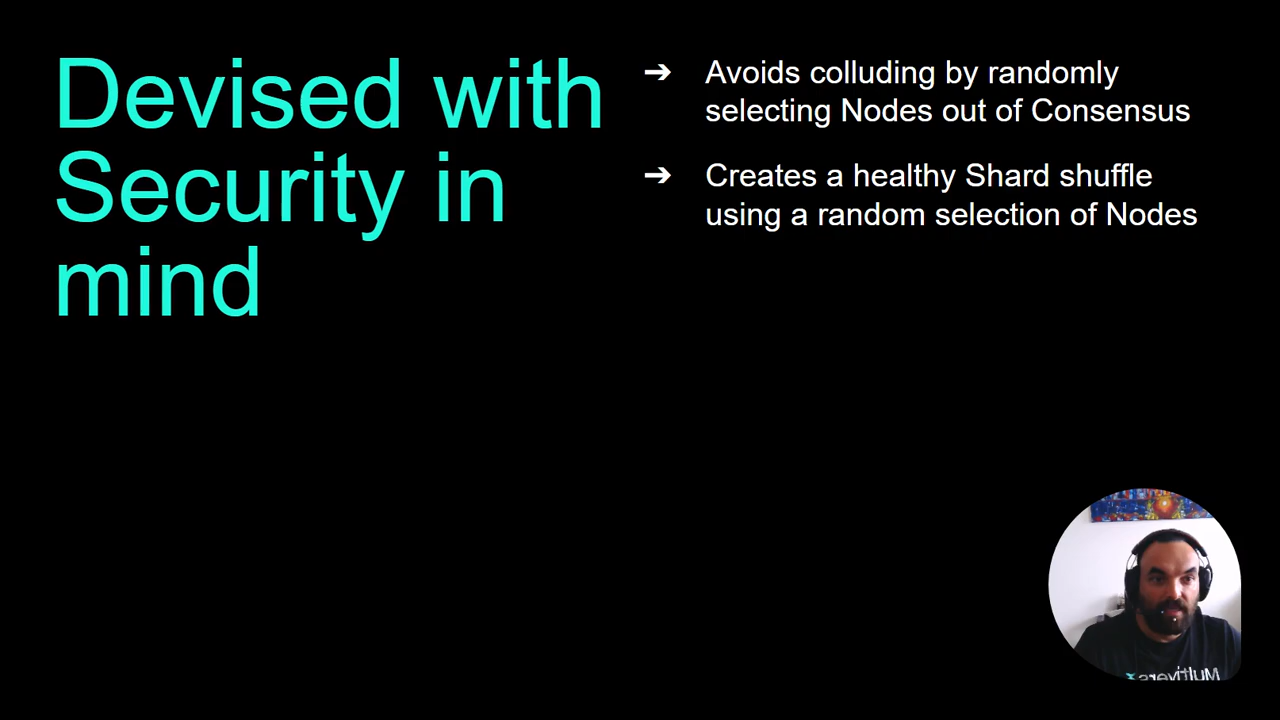 Devised with
Security in
mind
➔ Avoids colluding by randomly
selecting Nodes out of Consensus
➔ Creates a healthy Shard shuffle
using a random selection of Nodes